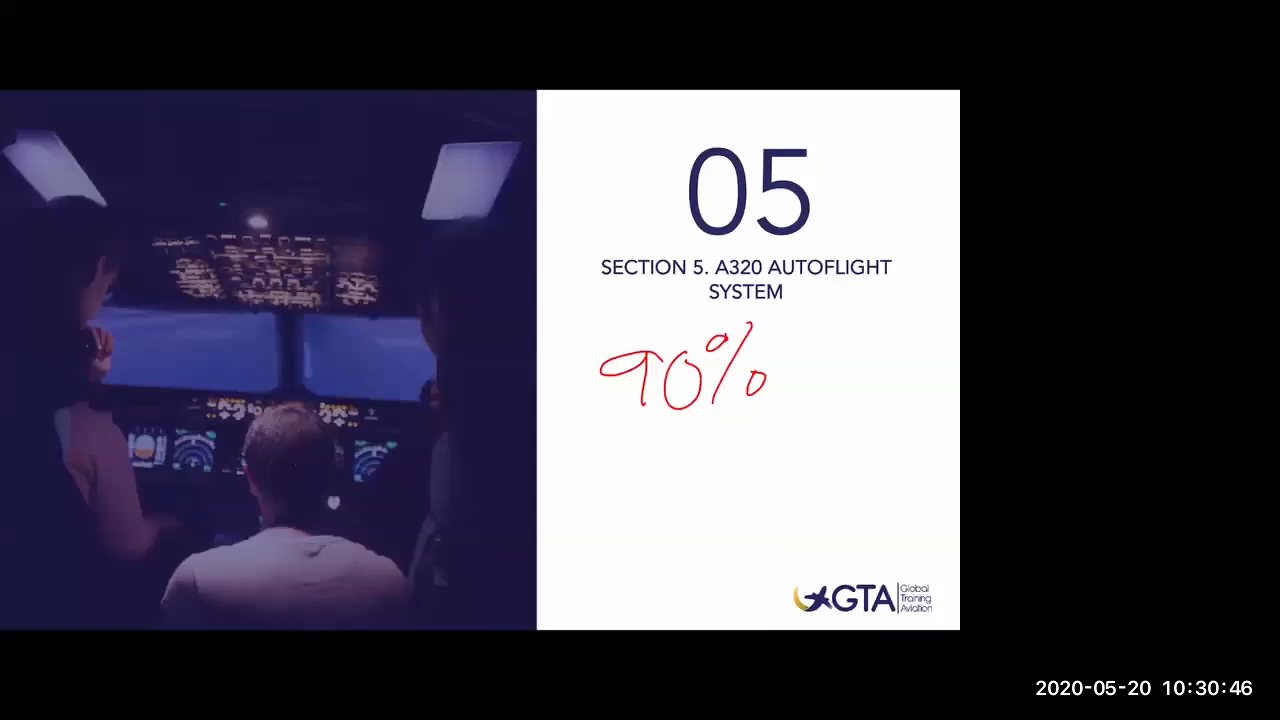 05
SECTION 5. A320 AUTOFLIGHT
SYSTEM
90%
GTA
Global
Training
Aviation
2020-05-20 10:30:46